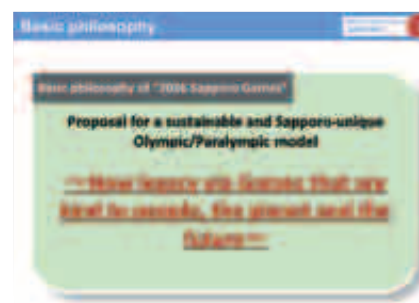 Basic philosophy
Basic philosophy of "2026 Sapporo Games"
Proposal for a sustainable and Sapporo-unique
Olympic/Paralympic model
New legacy via Games that are
kind to people, the planet and the
future